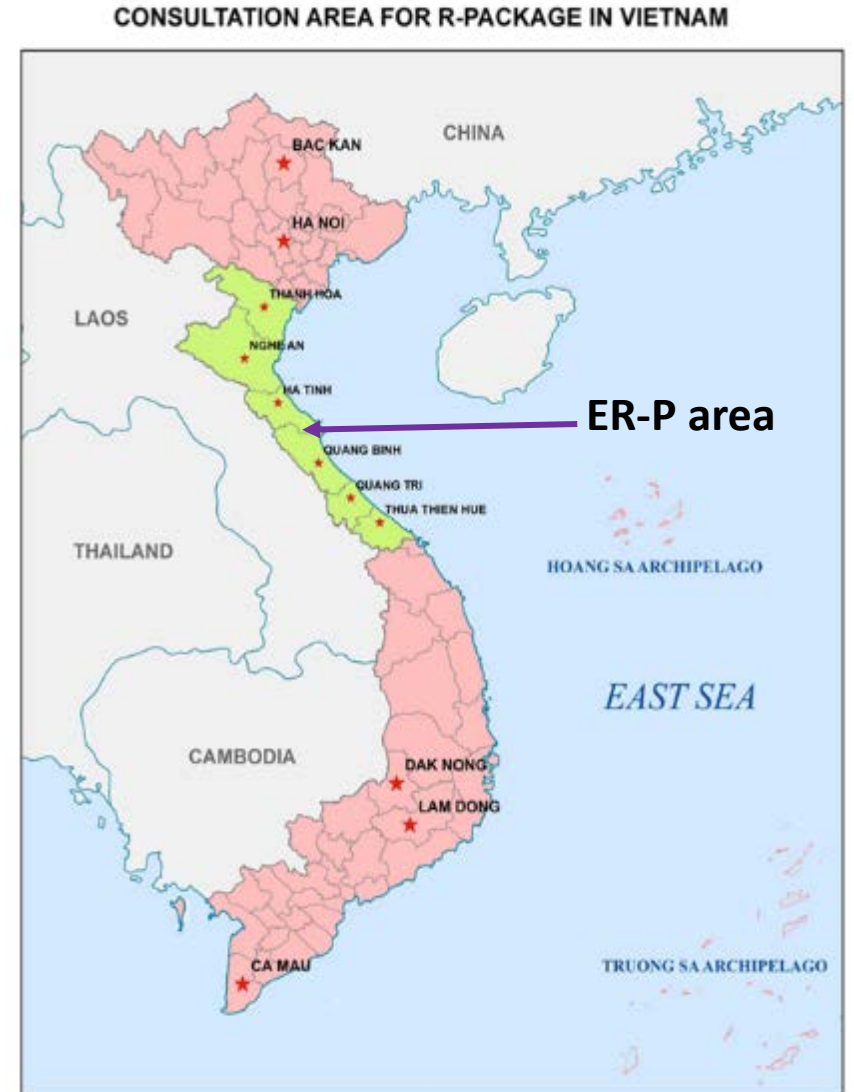 CONSULTATION AREA FOR R-PACKAGE IN VIETNAM
BAC KAN
CHINA
HA NOI
THANH HOA
LAOS
NGHE AN
HA TINH
ER-P area
QUANG BINH
QUANG TRI
THUA THIEN HUE
THAILAND
HOANG SA ARCHIPELAGO
EAST SEA
CAMBODIA
DAK NONG
LAM DONG
CA MAU
TRUONG SA ARCHIPELAGO